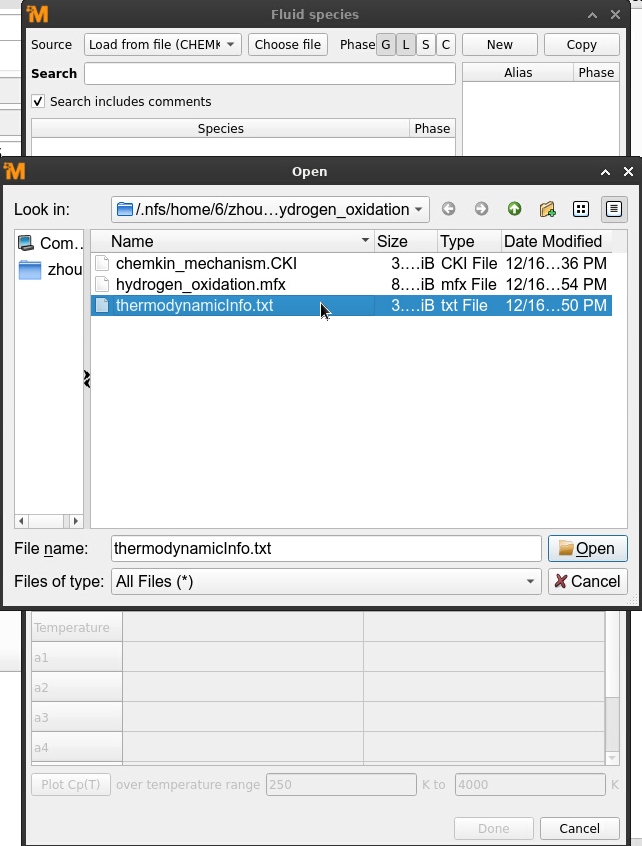 Fluid species
Source Load from file (CHEMK Choose file Phase G L S C New Copy
Search
Alias Phase
Search includes comments
Species Phase
Open
Look in: /.nfs/home/6/zhou…ydrogen_oxidation
Com…
zhou
Name Size Type Date Modified
chemkin_mechanism.CKI 3.…iB CKI File 12/16…36 PM
hydrogen_oxidation.mfx 8.…iB mfx File 12/16…54 PM
thermodynamicInfo.txt 3.…iB txt File 12/16…50 PM
File name: thermodynamicInfo.txt Open
Files of type: All Files (*) Cancel
Temperature
a1
a2
a3
a4
Plot Cp(T) over temperature range 250 K to 4000 K
Done Cancel